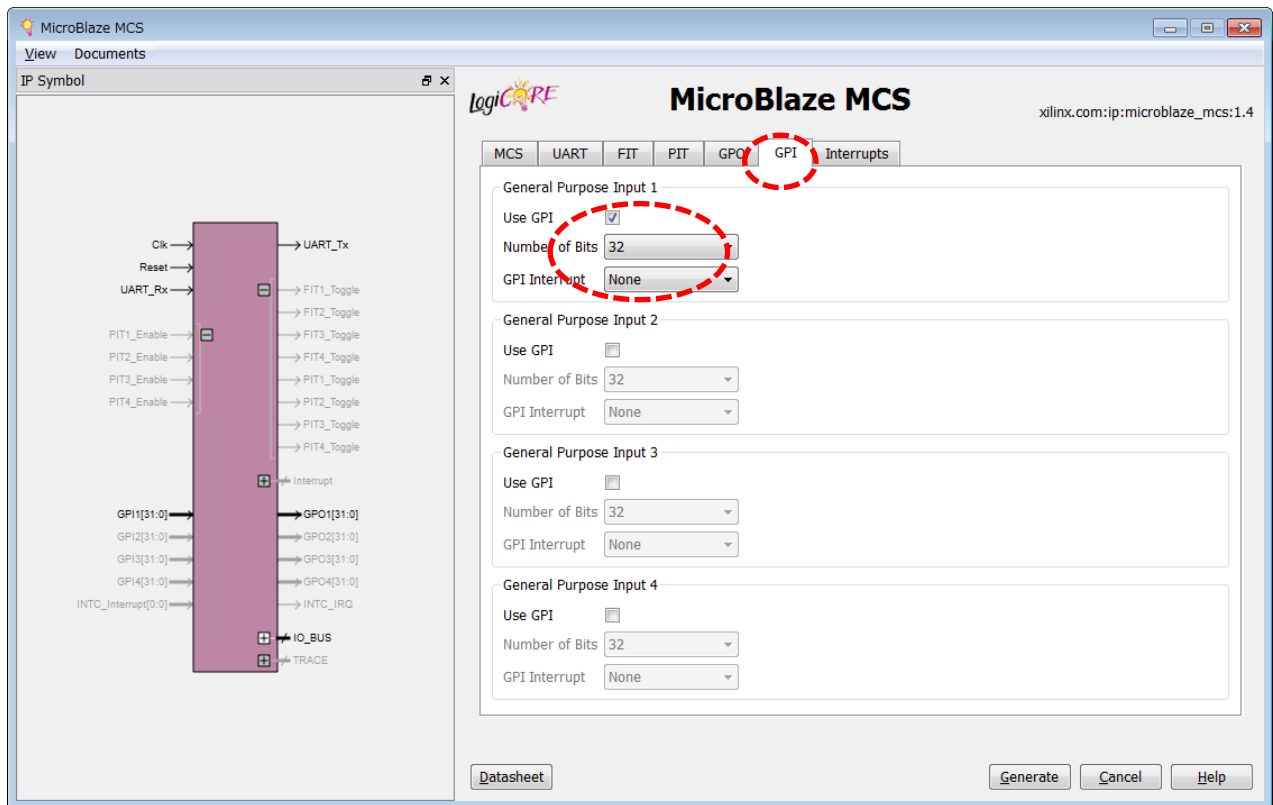 MicroBlaze MCS
View Documents
IP Symbol
LogiCORE
MicroBlaze MCS
xilinx.com:ip:microblaze_mcs:1.4
MCS UART FIT PIT GPO GPI Interrupts
General Purpose Input 1
Use GPI
Number of Bits 32
GPI Interrupt None
General Purpose Input 2
Use GPI
Number of Bits 32
GPI Interrupt None
General Purpose Input 3
Use GPI
Number of Bits 32
GPI Interrupt None
General Purpose Input 4
Use GPI
Number of Bits 32
GPI Interrupt None
Clk UART_Tx
Reset
UART_Rx FIT1_Toggle
FIT2_Toggle
PIT1_Enable FIT3_Toggle
PIT2_Enable FIT4_Toggle
PIT3_Enable PIT1_Toggle
PIT4_Enable PIT2_Toggle
PIT3_Toggle
PIT4_Toggle
Interrupt
GPI1[31:0] GPO1[31:0]
GPI2[31:0] GPO2[31:0]
GPI3[31:0] GPO3[31:0]
GPI4[31:0] GPO4[31:0]
INTC_Interrupt[0:0] INTC_IRQ
IO_BUS
TRACE
Datasheet Generate Cancel Help